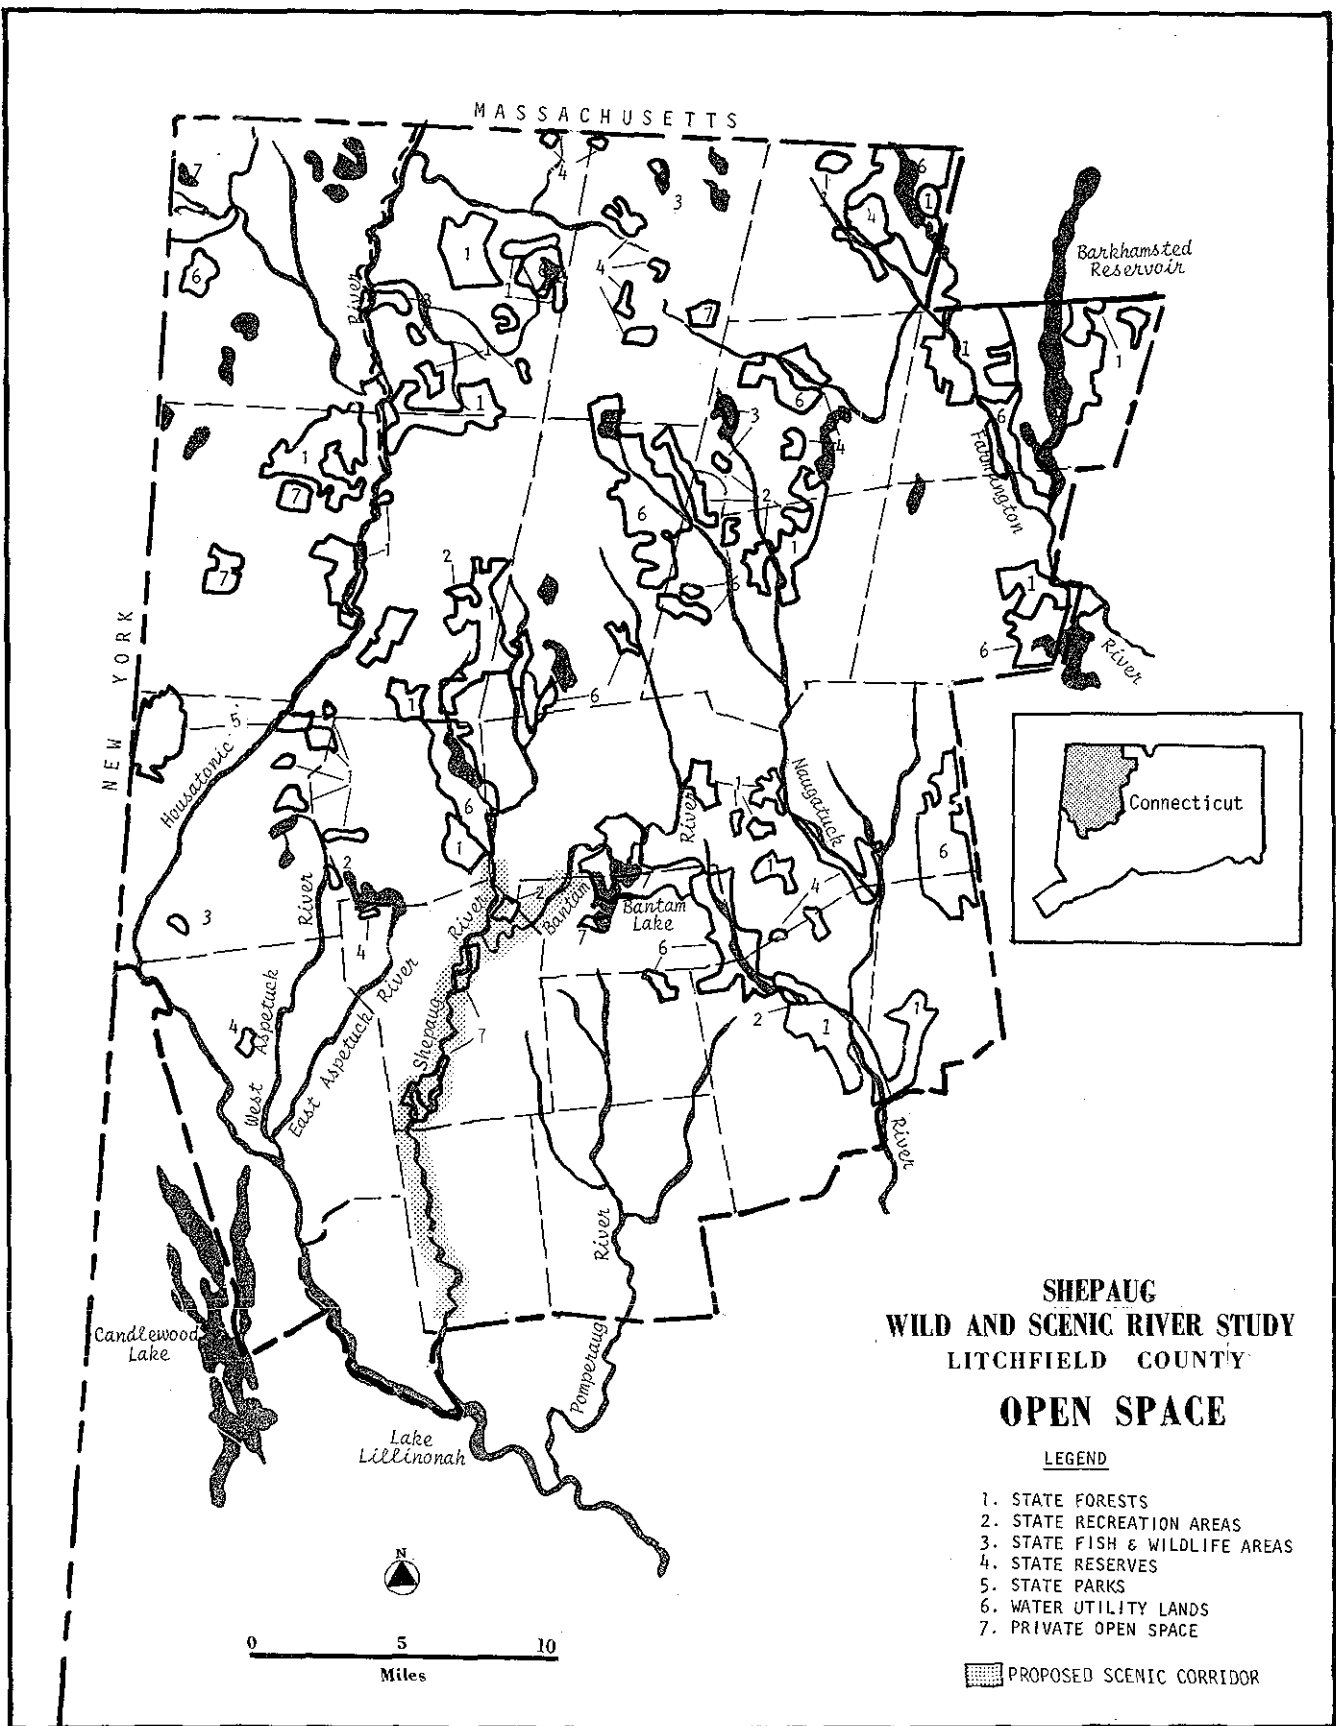 MASSACHUSETTS
NEW YORK
Barkhamsted
Reservoir
River
Farmington
River
Housatonic
5
Naugatuck
River
Connecticut
River
River
Bantam
Bantam
Lake
West Aspetuck
East Aspetuck River
Shepaug
River
River
Pomperaug
Candlewood
Lake
Lake
Lillinonah
SHEPAUG
WILD AND SCENIC RIVER STUDY
LITCHFIELD COUNTY
OPEN SPACE
LEGEND
1. STATE FORESTS
2. STATE RECREATION AREAS
3. STATE FISH & WILDLIFE AREAS
4. STATE RESERVES
5. STATE PARKS
6. WATER UTILITY LANDS
7. PRIVATE OPEN SPACE
PROPOSED SCENIC CORRIDOR
N
0 5 10
Miles